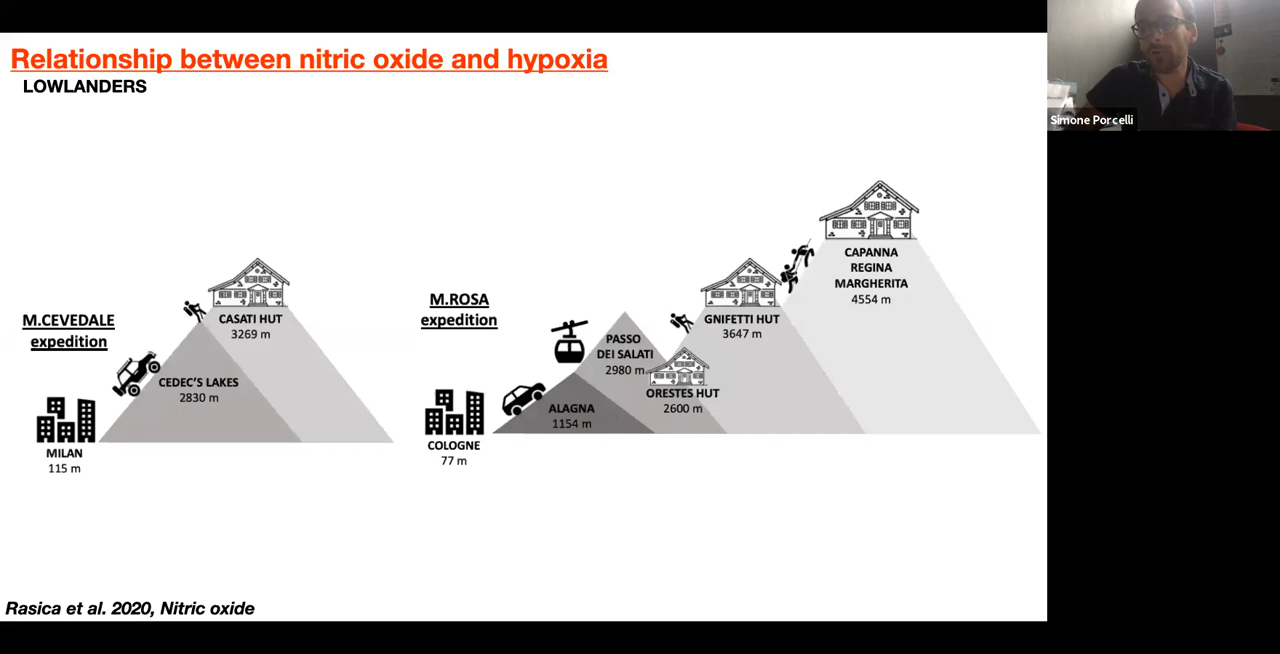 Relationship between nitric oxide and hypoxia
LOWLANDERS
Simone Porcelli
M.CEVEDALE
expedition
CASATI HUT
3269 m
CEDEC'S LAKES
2830 m
MILAN
115 m
M.ROSA
expedition
CAPANNA
REGINA
MARGHERITA
4554 m
GNIFETTI HUT
3647 m
PASSO
DEI SALATI
2980 m
ORESTES HUT
2600 m
ALAGNA
1154 m
COLOGNE
77 m
Rasica et al. 2020, Nitric oxide